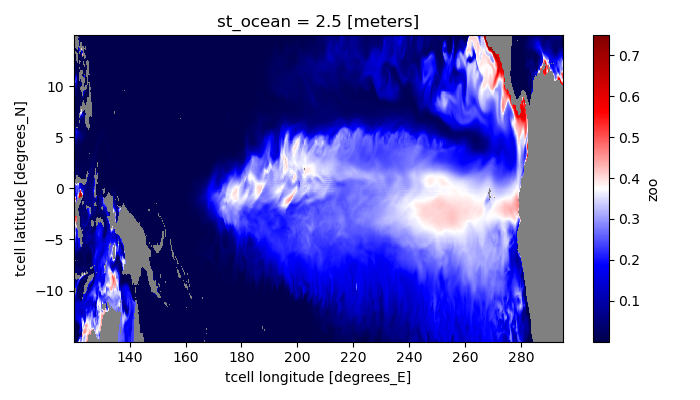 st_ocean = 2.5 [meters]
10
5
0
−5
−10
tcell latitude [degrees_N]
140 160 180 200 220 240 260 280
tcell longitude [degrees_E]
0.7
0.6
0.5
0.4
0.3
0.2
0.1
zoo